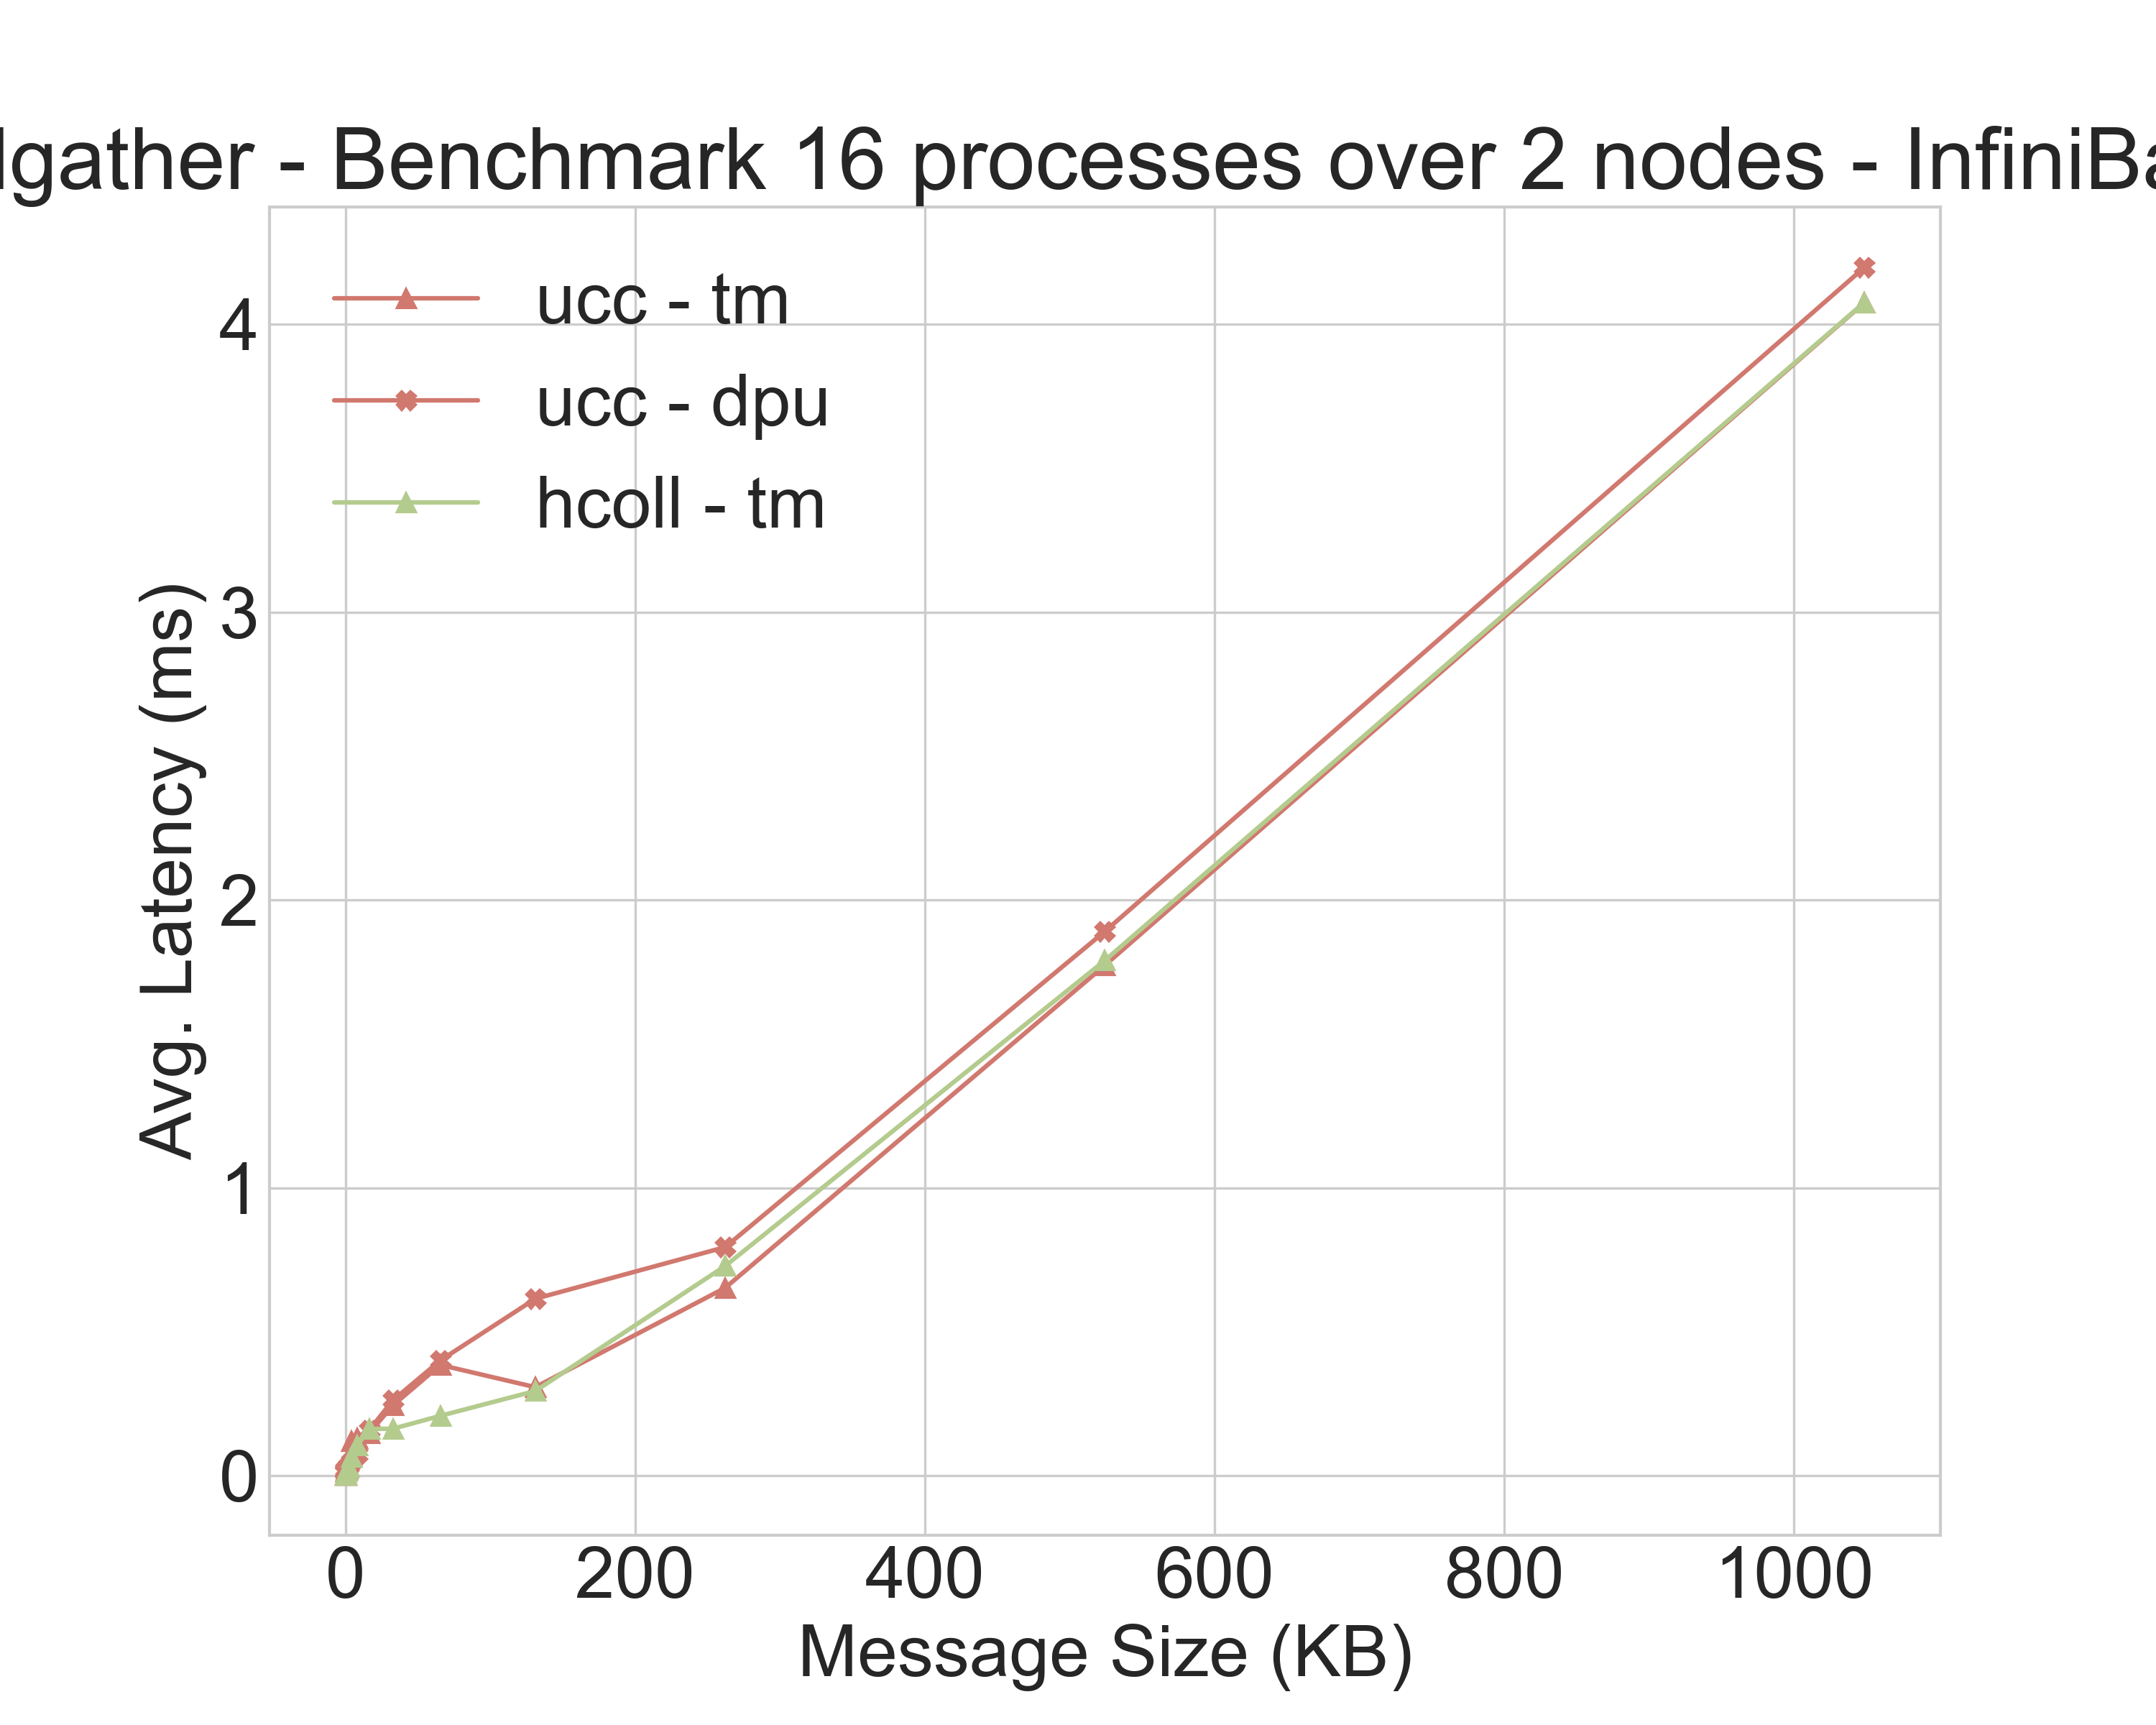 lgather - Benchmark 16 processes over 2 nodes - InfiniBa
ucc - tm
ucc - dpu
hcoll - tm
4
3
2
1
0
Avg. Latency (ms)
0 200 400 600 800 1000
Message Size (KB)